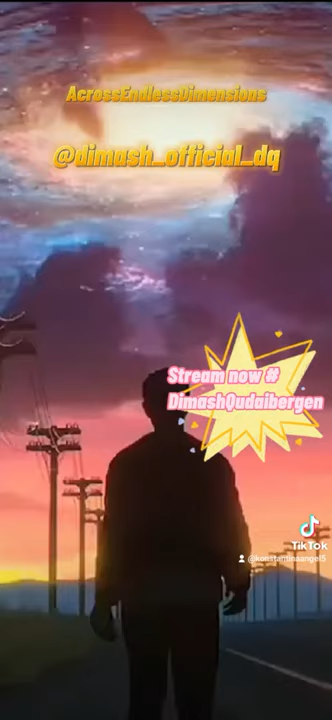 AcrossEndlessDimensions
@dimash_official_dq
Stream now #
DimashQudaibergen
TikTok
@konstantinaangel5